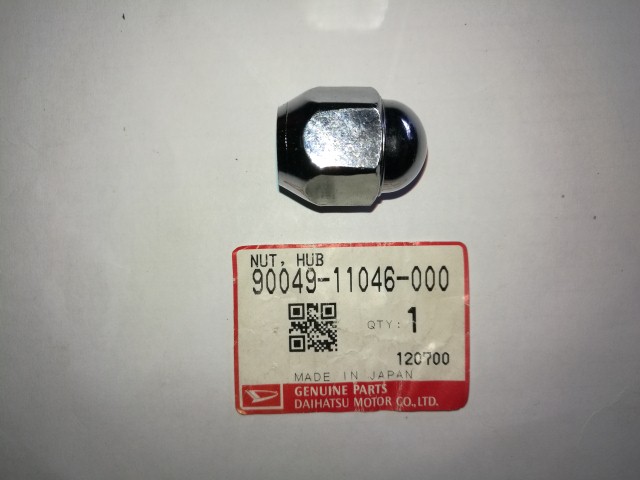 NUT, HUB
90049-11046-000
QTY: 1
120700
MADE IN JAPAN
GENUINE PARTS
DAIHATSU MOTOR CO., LTD.